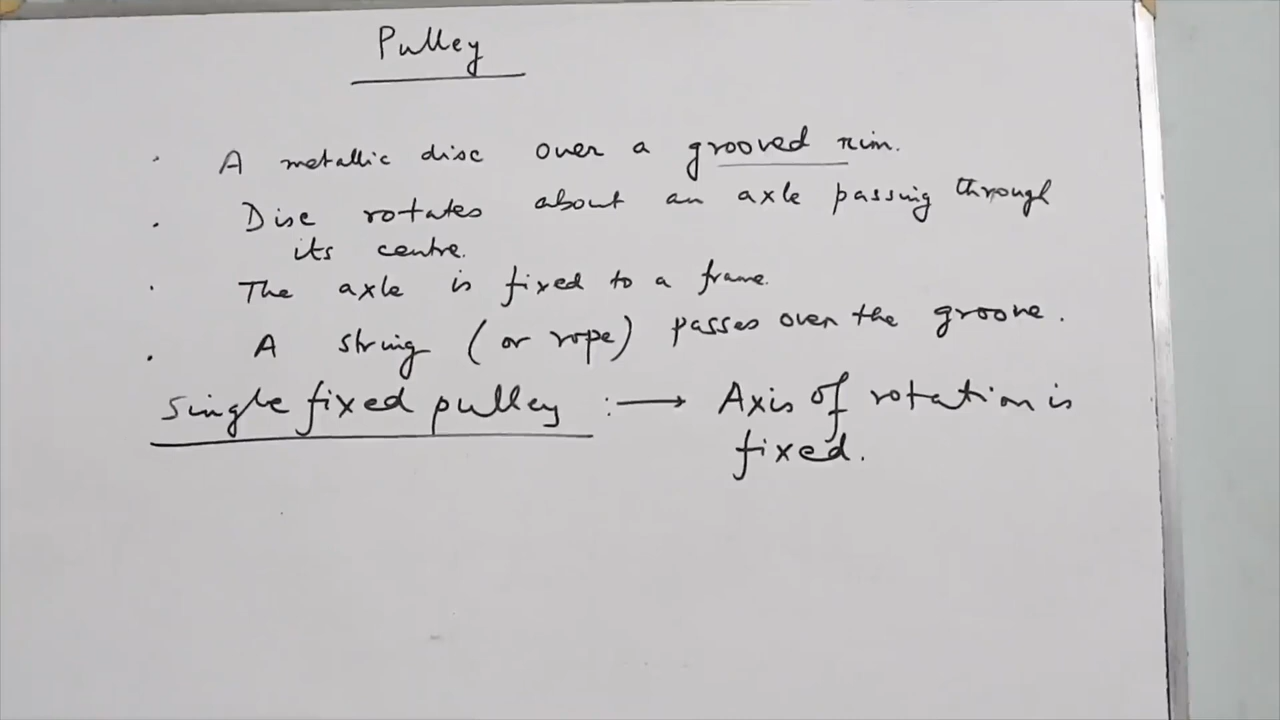 Pulley
· A metallic disc over a grooved rim.
· Disc rotates about an axle passing through
its centre.
· The axle is fixed to a frame.
· A string (or rope) passes over the groove.
Single fixed pulley :⟶ Axis of rotation is
fixed.